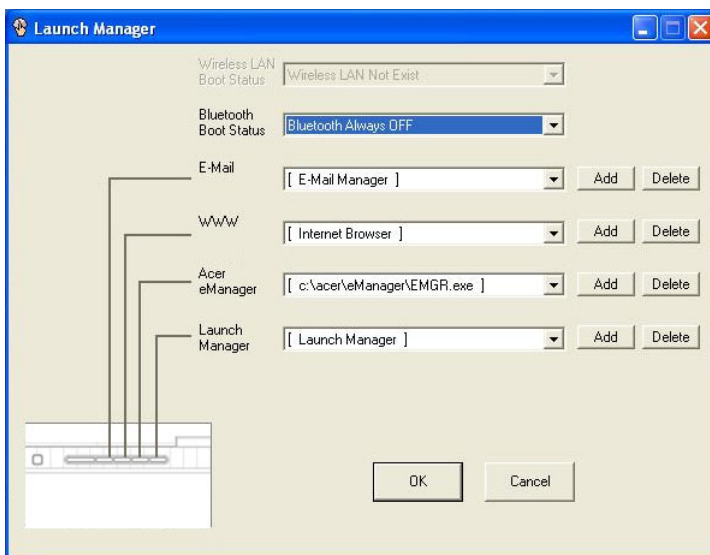 Launch Manager
Wireless LAN
Boot Status
Wireless LAN Not Exist
Bluetooth
Boot Status
Bluetooth Always OFF
E-Mail
[ E-Mail Manager ]
Add
Delete
WWW
[ Internet Browser ]
Add
Delete
Acer
eManager
[ c:\acer\eManager\EMGR.exe ]
Add
Delete
Launch
Manager
[ Launch Manager ]
Add
Delete
OK
Cancel